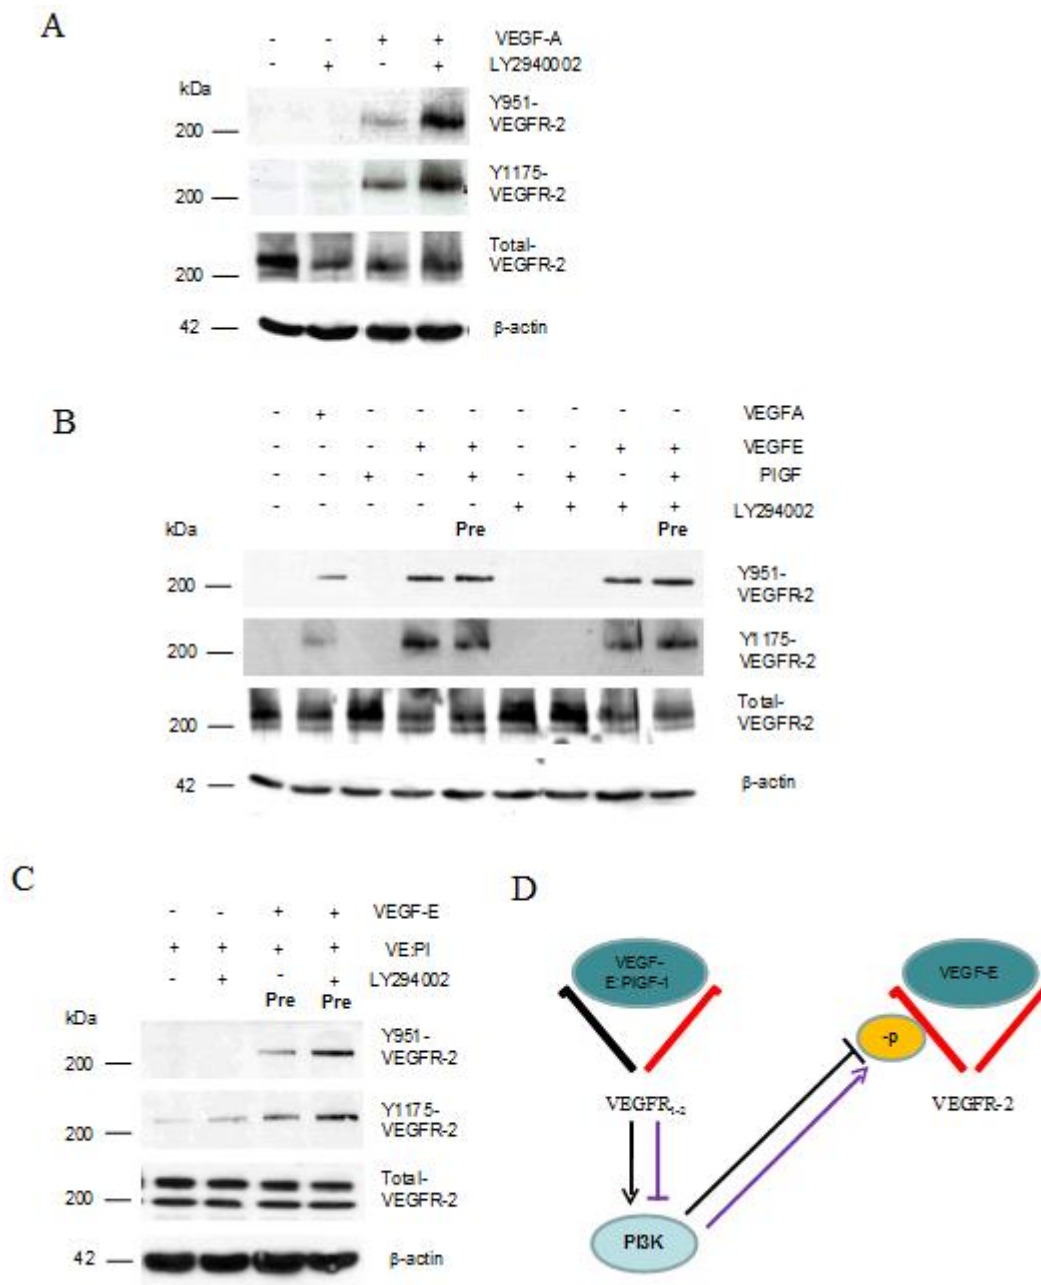 A
- - + + VEGF-A
- + - + LY2940002
kDa
Y951-
VEGFR-2
200
Y1175-
VEGFR-2
200
Total-
VEGFR-2
200
42
β-actin
B
- + - - - - - - - VEGFA
- - - + + - - + + VEGFE
- - + - + - + - + PIGF
- - - - - + + + + LY294002
kDa
Pre Pre
Y951-
VEGFR-2
200
Y1175-
VEGFR-2
200
Total-
VEGFR-2
200
42
β-actin
C
- - + + VEGF-E
+ + + + VE:PI
- + - + LY294002
Pre Pre
kDa
Y951-
VEGFR-2
200
Y1175-
VEGFR-2
200
Total-
VEGFR-2
200
42
β-actin
D
VEGF-
E:PIGF-1
VEGF-E
-p
VEGFR1-2
VEGFR-2
PI3K